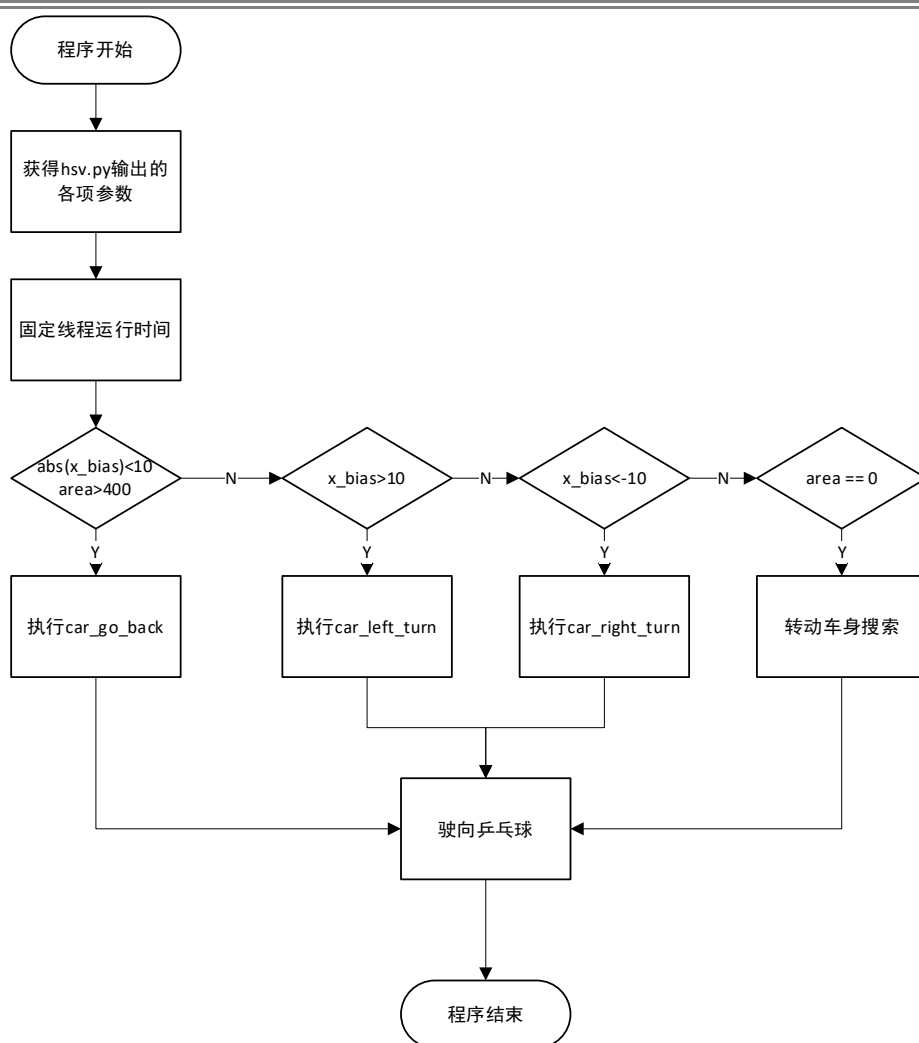 程序开始
获得hsv.py输出的
各项参数
固定线程运行时间
abs(x_bias)<10
area>400
N
x_bias>10
N
x_bias<-10
N
area == 0
Y
Y
Y
Y
执行car_go_back
执行car_left_turn
执行car_right_turn
转动车身搜索
驶向乒乓球
程序结束